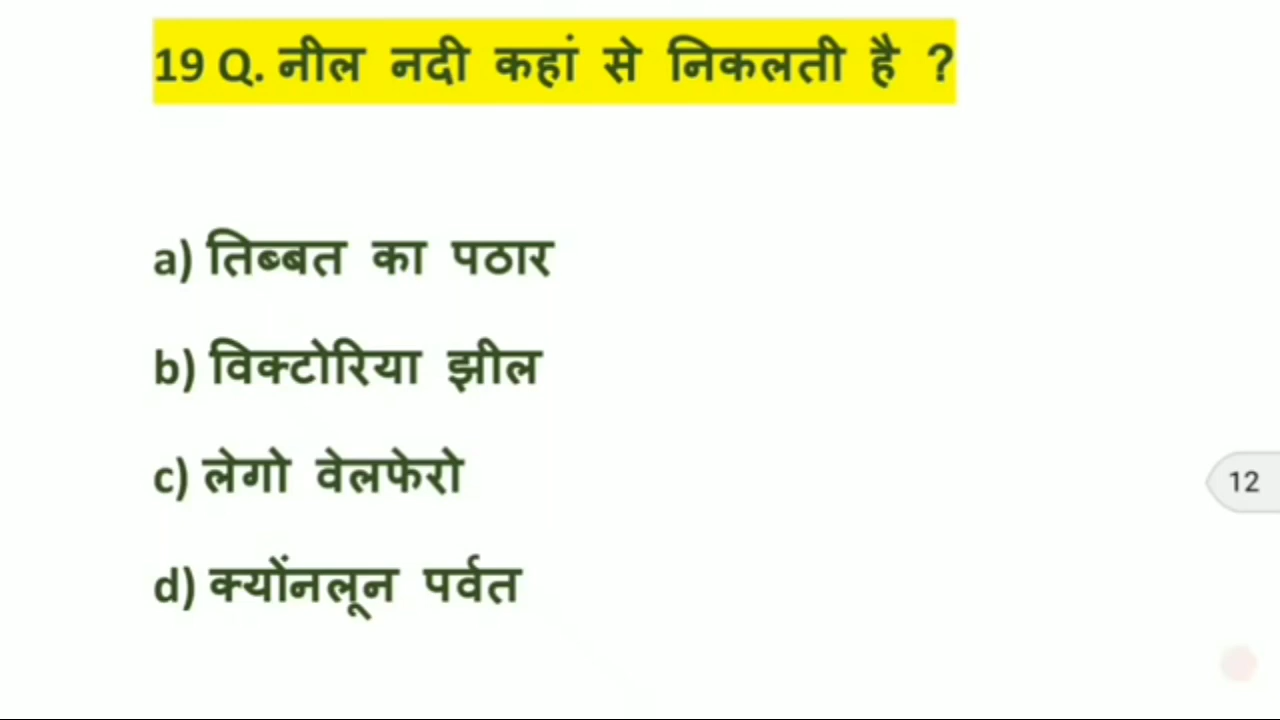 19 Q. नील नदी कहां से निकलती है ?
a) तिब्बत का पठार
b) विक्टोरिया झील
c) लेगो वेलफेरो
12
d) क्योंनलून पर्वत